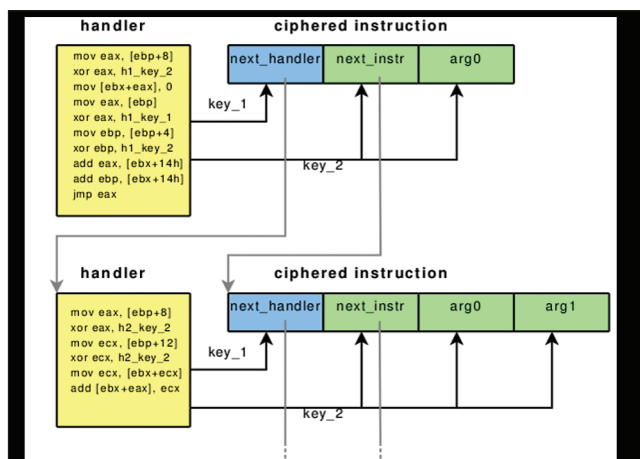 handler
ciphered instruction
mov eax, [ebp+8]
xor eax, h1_key_2
mov [ebx+eax], 0
mov eax, [ebp]
xor eax, h1_key_1
mov ebp, [ebp+4]
xor ebp, h1_key_2
add eax, [ebx+14h]
add ebp, [ebx+14h]
jmp eax
next_handler
next_instr
arg0
key_1
key_2
handler
ciphered instruction
mov eax, [ebp+8]
xor eax, h2_key_2
mov ecx, [ebp+12]
xor ecx, h2_key_2
mov ecx, [ebx+ecx]
add [ebx+eax], ecx
next_handler
next_instr
arg0
arg1
key_1
key_2